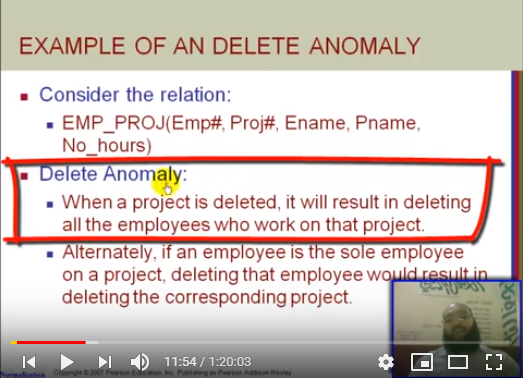 EXAMPLE OF AN DELETE ANOMALY
Consider the relation:
EMP_PROJ(Emp#, Proj#, Ename, Pname,
No_hours)
Delete Anomaly:
When a project is deleted, it will result in deleting
all the employees who work on that project.
Alternately, if an employee is the sole employee
on a project, deleting that employee would result in
deleting the corresponding project.
11:54 / 1:20:03
Normalization Copyright © 2007 Pearson Education, Inc. Publishing as Pearson Addison-Wesley